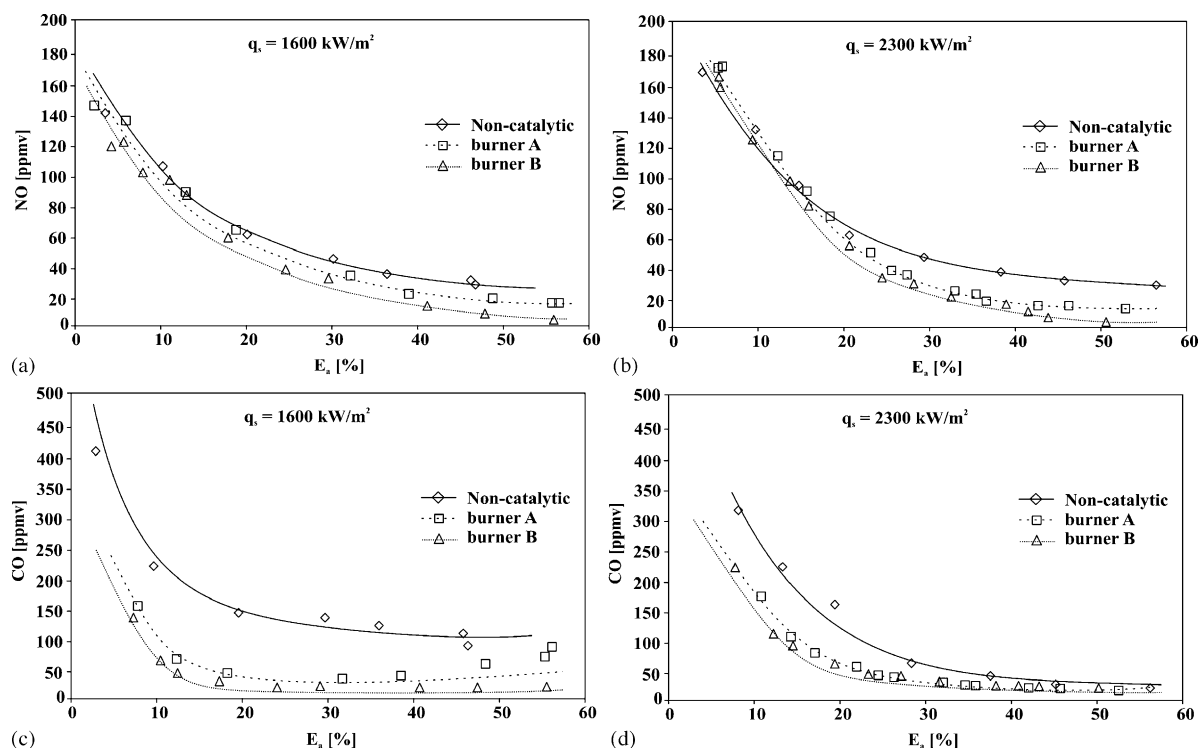 200
180
160
140
120
100
80
60
40
20
0
NO [ppmv]
qs = 1600 kW/m²
Non-catalytic
burner A
burner B
0 10 20 30 40 50 60
(a)
Ea [%]
200
180
160
140
120
100
80
60
40
20
0
NO [ppmv]
qs = 2300 kW/m²
Non-catalytic
burner A
burner B
0 10 20 30 40 50 60
(b)
Ea [%]
500
400
450
350
300
250
200
150
100
50
0
CO [ppmv]
qs = 1600 kW/m²
Non-catalytic
burner A
burner B
0 10 20 30 40 50 60
(c)
Ea [%]
500
400
450
350
300
250
200
150
100
50
0
CO [ppmv]
qs = 2300 kW/m²
Non-catalytic
burner A
burner B
0 10 20 30 40 50 60
(d)
Ea [%]